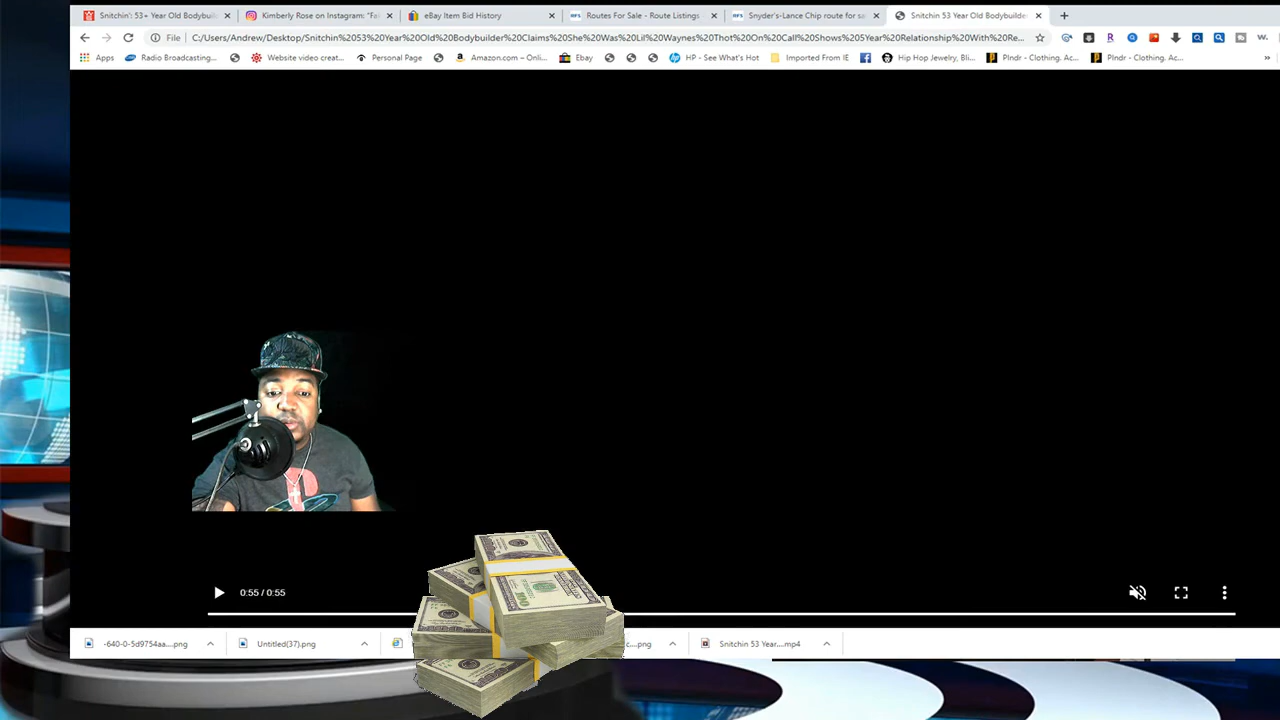 Snitchin': 53+ Year Old Bodybuil
Kimberly Rose on Instagram: "Fa
eBay Item Bid History
Routes For Sale - Route Listings
Snyder's-Lance Chip route for sa
Snitchin 53 Year Old Bodybuilde
File
C:/Users/Andrew/Desktop/Snitchin%2053%20Year%20Old%20Bodybuilder%20Claims%20She%20Was%20Lil%20Waynes%20Thot%20On%20Call%20Shows%205Year%20Relationship%20With%20Re...
Apps
Radio Broadcasting...
Website video creat...
Personal Page
Amazon.com – Onli...
Ebay
HP - See What's Hot
Imported From IE
Hip Hop Jewelry, Bli...
Plndr - Clothing. Ac...
Plndr - Clothing. Ac...
0:55 / 0:55
-640-0-5d9754aa....png
Untitled(37).png
c....png
Snitchin 53 Year....mp4